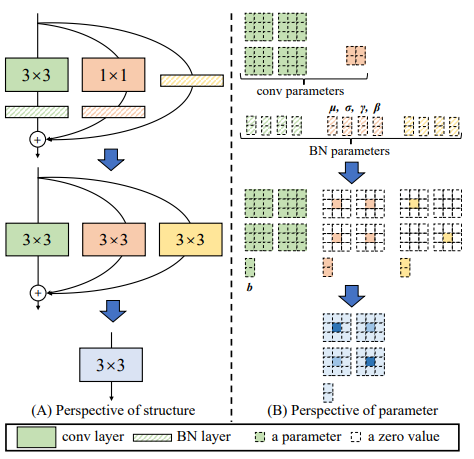 3×3
1×1
+
3×3
3×3
3×3
+
3×3
(A) Perspective of structure
conv parameters
μ, σ, γ, β
BN parameters
b
(B) Perspective of parameter
conv layer
BN layer
a parameter
a zero value